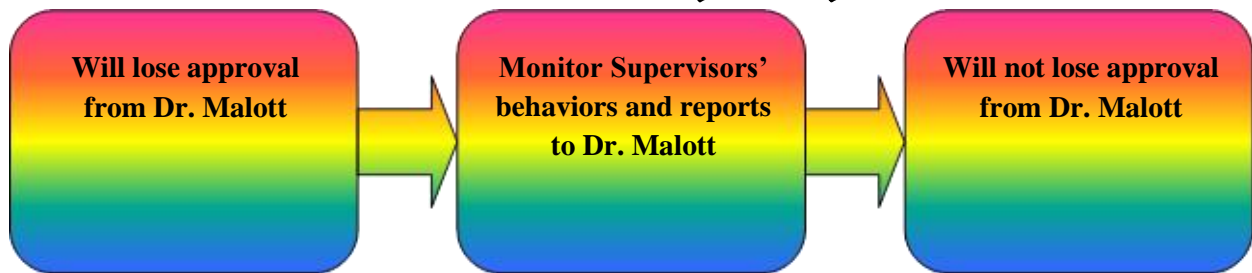 Will lose approval
from Dr. Malott
Monitor Supervisors’
behaviors and reports
to Dr. Malott
Will not lose approval
from Dr. Malott